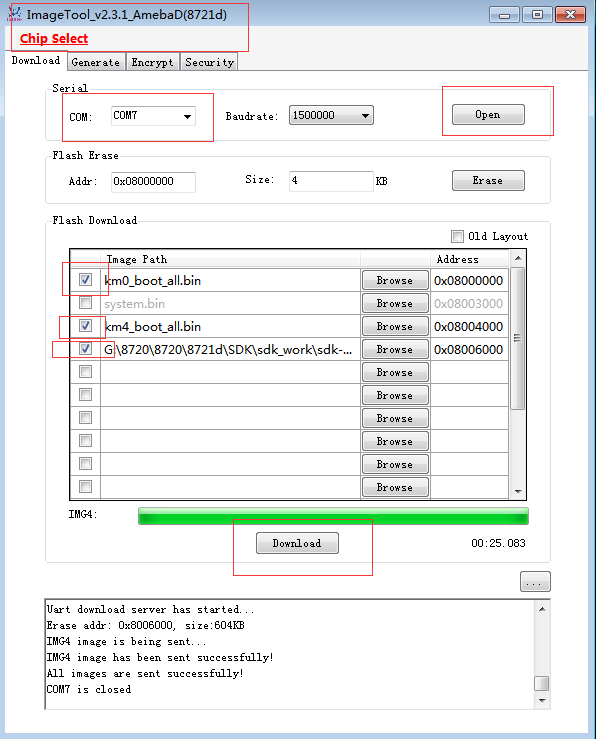 ImageTool_v2.3.1_AmebaD(8721d)
Chip Select
Download Generate Encrypt Security
Serial
COM: COM7 Baudrate: 1500000 Open
Flash Erase
Addr: 0x08000000 Size: 4 KB Erase
Flash Download
Old Layout
Image Path Address
km0_boot_all.bin Browse 0x08000000
system.bin Browse 0x08003000
km4_boot_all.bin Browse 0x08004000
G:\8720\8720\8721d\SDK\sdk_work\sdk-... Browse 0x08006000
Browse
Browse
Browse
Browse
Browse
Browse
IMG4:
Download 00:25.083
...
Uart download server has started...
Erase addr: 0x8006000, size:604KB
IMG4 image is being sent...
IMG4 image has been sent successfully!
All images are sent successfully!
COM7 is closed